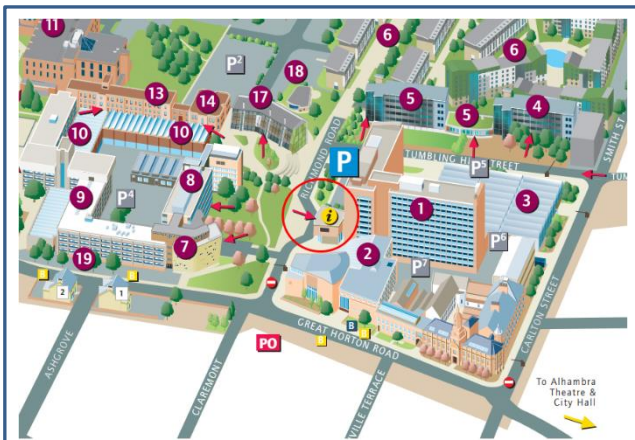 11
6
6
P2
18
13
14
17
5
5
4
10
10
RICHMOND ROAD
P
TUMBLING HILL STREET
P5
SMITH ST
8
1
3
9
P4
i
7
2
P6
P7
19
B
B
2
1
B
B
B
PO
GREAT HORTON ROAD
CARLTON STREET
ASHGROVE
CLAREMONT
VILLE TERRACE
To Alhambra
Theatre &
City Hall